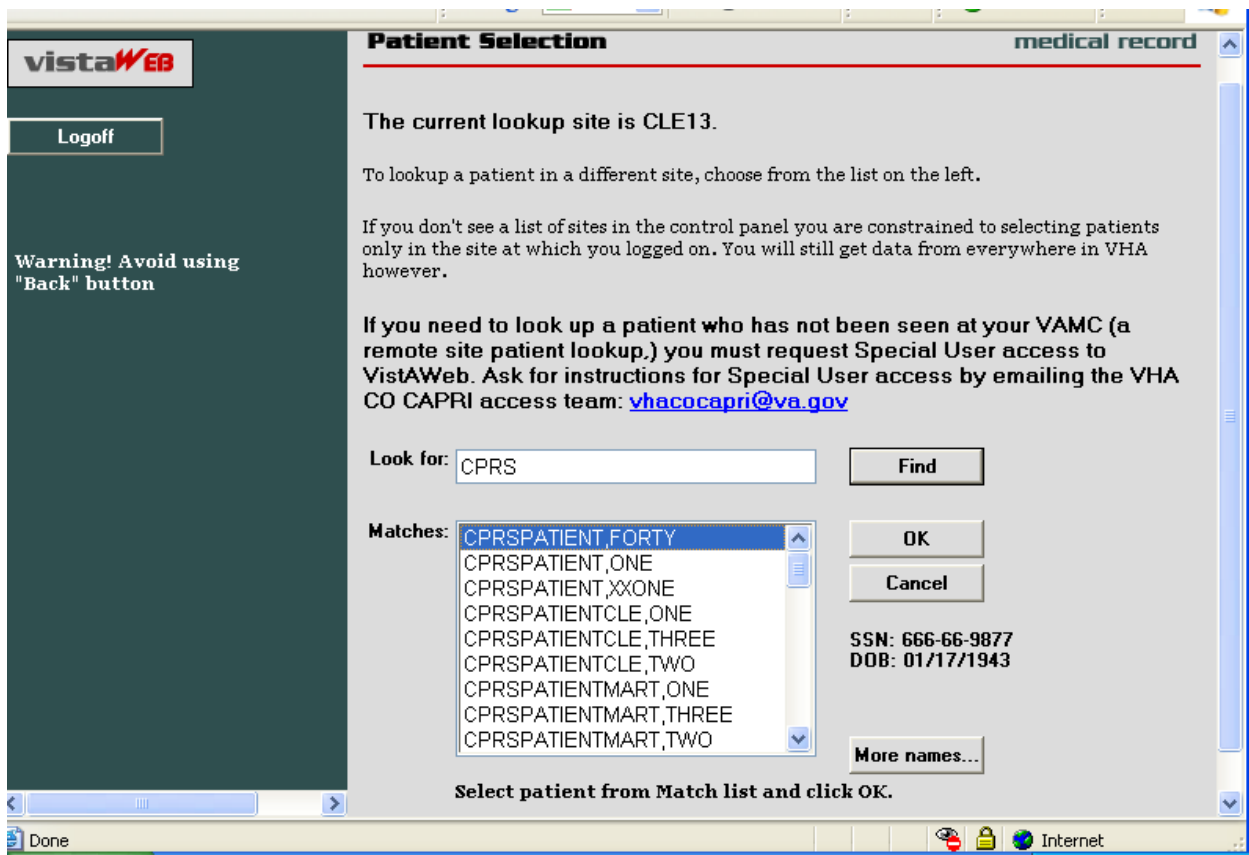 Patient Selection
medical record
vistaWEB
Logoff
Warning! Avoid using
"Back" button
The current lookup site is CLE13.
To lookup a patient in a different site, choose from the list on the left.
If you don't see a list of sites in the control panel you are constrained to selecting patients
only in the site at which you logged on. You will still get data from everywhere in VHA
however.
If you need to look up a patient who has not been seen at your VAMC (a
remote site patient lookup,) you must request Special User access to
VistAWeb. Ask for instructions for Special User access by emailing the VHA
CO CAPRI access team: vhacocapri@va.gov
Look for: CPRS
Find
Matches:
CPRSPATIENT,FORTY
CPRSPATIENT,ONE
CPRSPATIENT,XXONE
CPRSPATIENTCLE,ONE
CPRSPATIENTCLE,THREE
CPRSPATIENTCLE,TWO
CPRSPATIENTMART,ONE
CPRSPATIENTMART,THREE
CPRSPATIENTMART,TWO
OK
Cancel
SSN: 666-66-9877
DOB: 01/17/1943
More names...
Select patient from Match list and click OK.
Done
Internet